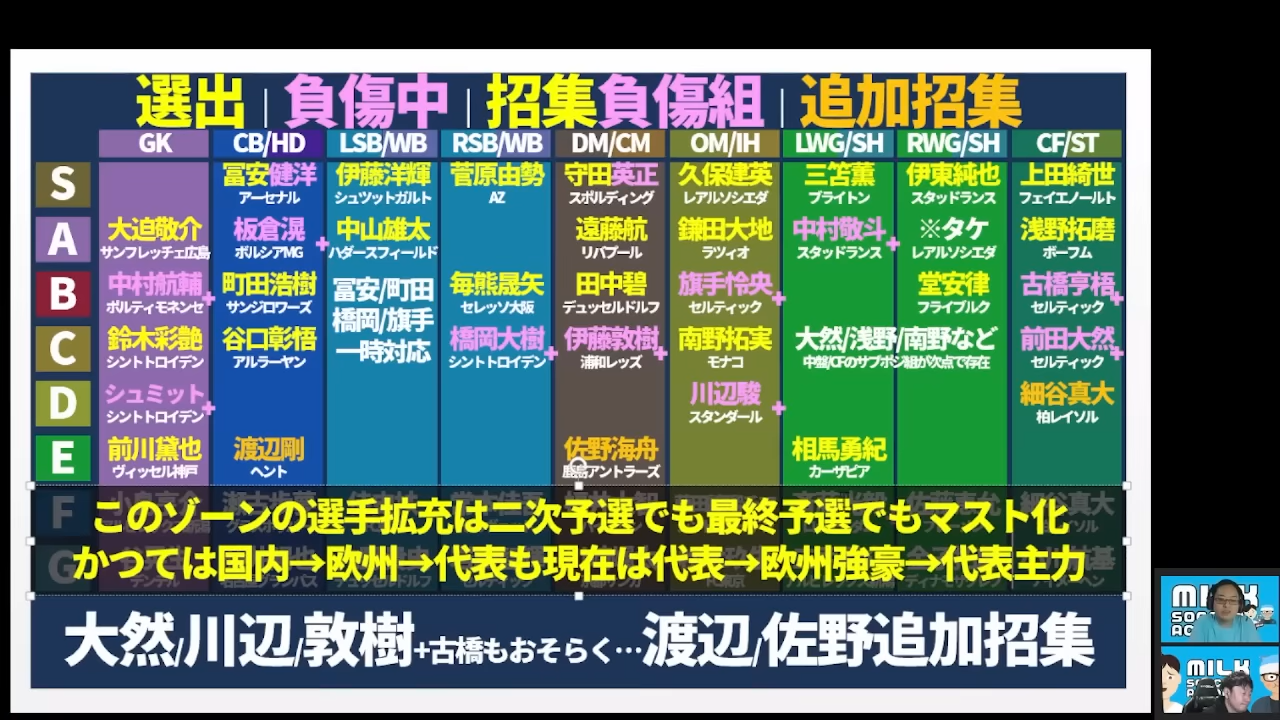 選出 | 負傷中 | 招集負傷組 | 追加招集
GK CB/HD LSB/WB RSB/WB DM/CM OM/IH LWG/SH RWG/SH CF/ST
S 冨安健洋 伊藤洋輝 菅原由勢 守田英正 久保建英 三笘薫 伊東純也 上田綺世
アーセナル シュツットガルト AZ スポルディング レアルソシエダ ブライトン スタッドランス フェイエノールト
A 大迫敬介 板倉滉 中山雄太 遠藤航 鎌田大地 中村敬斗 ※タケ 浅野拓磨
サンフレッチェ広島 ボルシアMG ハダースフィールド リバプール ラツィオ スタッドランス レアルソシエダ ボーフム
B 中村航輔 町田浩樹 冨安/町田 毎熊晟矢 田中碧 旗手怜央 堂安律 古橋亨梧
ポルティモネンセ サンジロワーズ セレッソ大阪 デュッセルドルフ セルティック フライブルク セルティック
橋岡/旗手
C 鈴木彩艶 谷口彰悟 一時対応 橋岡大樹 伊藤敦樹 南野拓実 大然/浅野/南野など 前田大然
シントトロイデン アルラーヤン シントトロイデン 浦和レッズ モナコ 中盤/CFのサブポジ組が次点で存在 セルティック
D シュミット 川辺駿 細谷真大
シントトロイデン スタンダール 柏レイソル
E 前川黛也 渡辺剛 佐野海舟 相馬勇紀
ヴィッセル神戸 ヘント 鹿島アントラーズ カーザピア
F
このゾーンの選手拡充は二次予選でも最終予選でもマスト化
G
かつては国内→欧州→代表も現在は代表→欧州強豪→代表主力
大然/川辺/敦樹+古橋もおそらく…渡辺/佐野追加招集
MILK
MILK